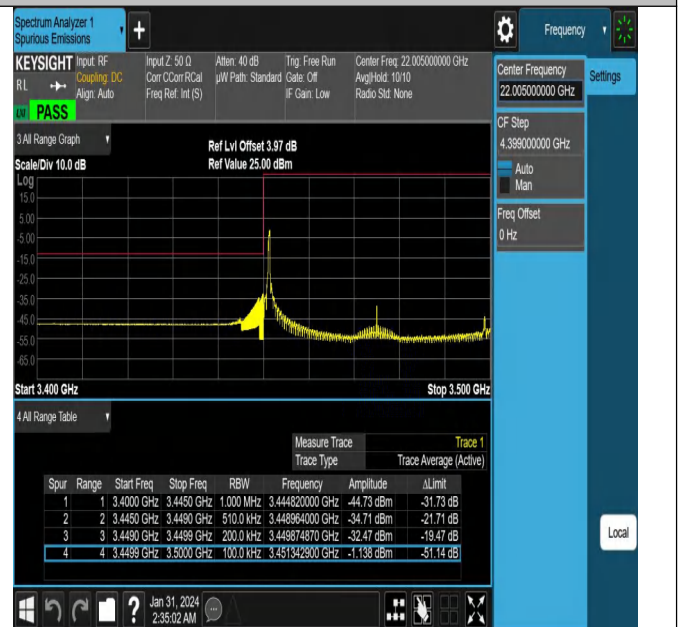 Spectrum Analyzer 1
Spurious Emissions
+
Frequency
KEYSIGHT Input: RF Input Z: 50 Ω Atten: 40 dB Trig: Free Run Center Freq: 22.005000000 GHz
RL Coupling: DC Corr CCorr RCal µW Path: Standard Gate: Off Avg|Hold: 10/10
Align: Auto Freq Ref: Int (S) IF Gain: Low Radio Std: None
PASS
Center Frequency
22.005000000 GHz
Settings
CF Step
4.399000000 GHz
Auto
Man
Freq Offset
0 Hz
3 All Range Graph
Ref Lvl Offset 3.97 dB
Scale/Div 10.0 dB Ref Value 25.00 dBm
Log
15.0
5.00
-5.00
-15.0
-25.0
-35.0
-45.0
-55.0
-65.0
Start 3.400 GHz Stop 3.500 GHz
4 All Range Table
Measure Trace Trace 1
Trace Type Trace Average (Active)
Spur Range Start Freq Stop Freq RBW Frequency Amplitude ΔLimit
1 1 3.4000 GHz 3.4450 GHz 1.000 MHz 3.444820000 GHz -44.73 dBm -31.73 dB
2 2 3.4450 GHz 3.4490 GHz 510.0 kHz 3.448964000 GHz -34.71 dBm -21.71 dB
3 3 3.4490 GHz 3.4499 GHz 200.0 kHz 3.449874870 GHz -32.47 dBm -19.47 dB
4 4 3.4499 GHz 3.5000 GHz 100.0 kHz 3.451342900 GHz -1.138 dBm -51.14 dB
Local
?
Jan 31, 2024
2:35:02 AM